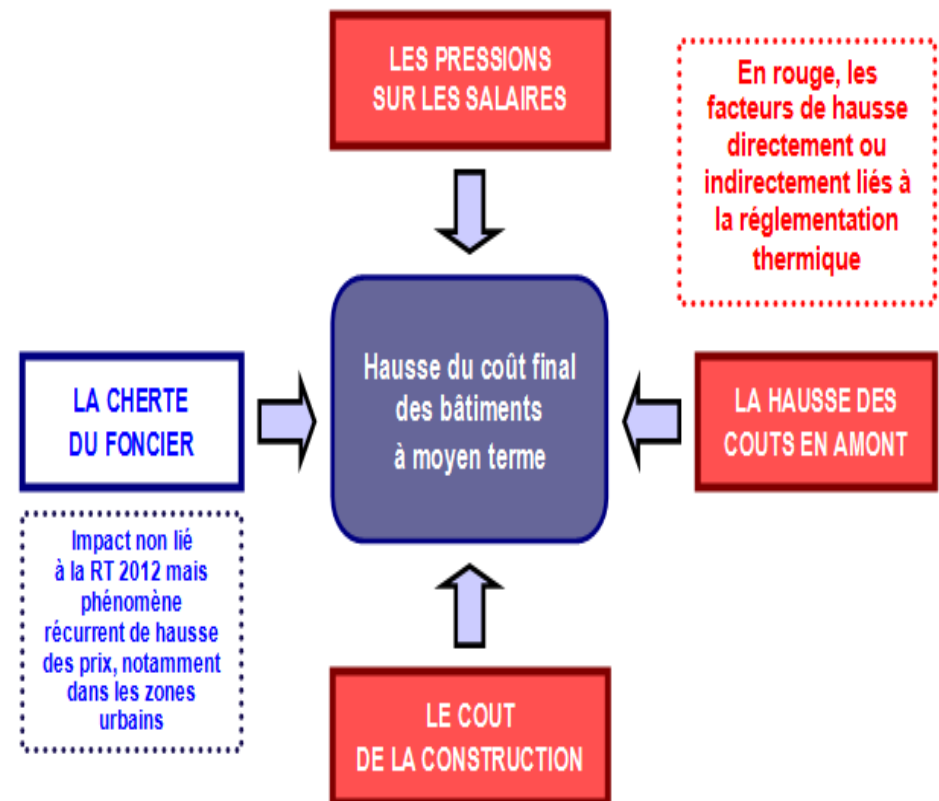 LES PRESSIONS
SUR LES SALAIRES
En rouge, les
facteurs de hausse
directement ou
indirectement liés à
la réglementation
thermique
Hausse du coût final
des bâtiments
à moyen terme
LA CHERTE
DU FONCIER
LA HAUSSE DES
COUTS EN AMONT
Impact non lié
à la RT 2012 mais
phénomène
récurrent de hausse
des prix, notamment
dans les zones
urbains
LE COUT
DE LA CONSTRUCTION